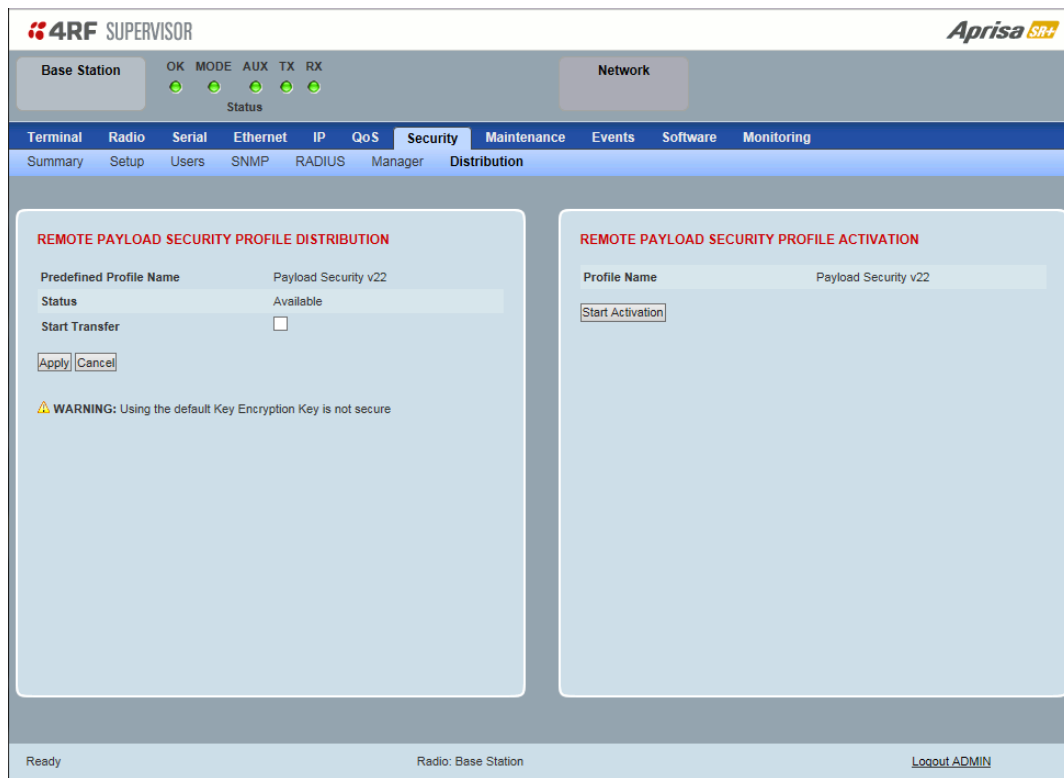 4RF SUPERVISOR
Aprisa SR+
Base Station
OK MODE AUX TX RX
Status
Network
Terminal Radio Serial Ethernet IP QoS Security Maintenance Events Software Monitoring
Summary Setup Users SNMP RADIUS Manager Distribution
REMOTE PAYLOAD SECURITY PROFILE DISTRIBUTION
Predefined Profile Name Payload Security v22
Status Available
Start Transfer
Apply Cancel
WARNING: Using the default Key Encryption Key is not secure
REMOTE PAYLOAD SECURITY PROFILE ACTIVATION
Profile Name Payload Security v22
Start Activation
Ready Radio: Base Station Logout ADMIN